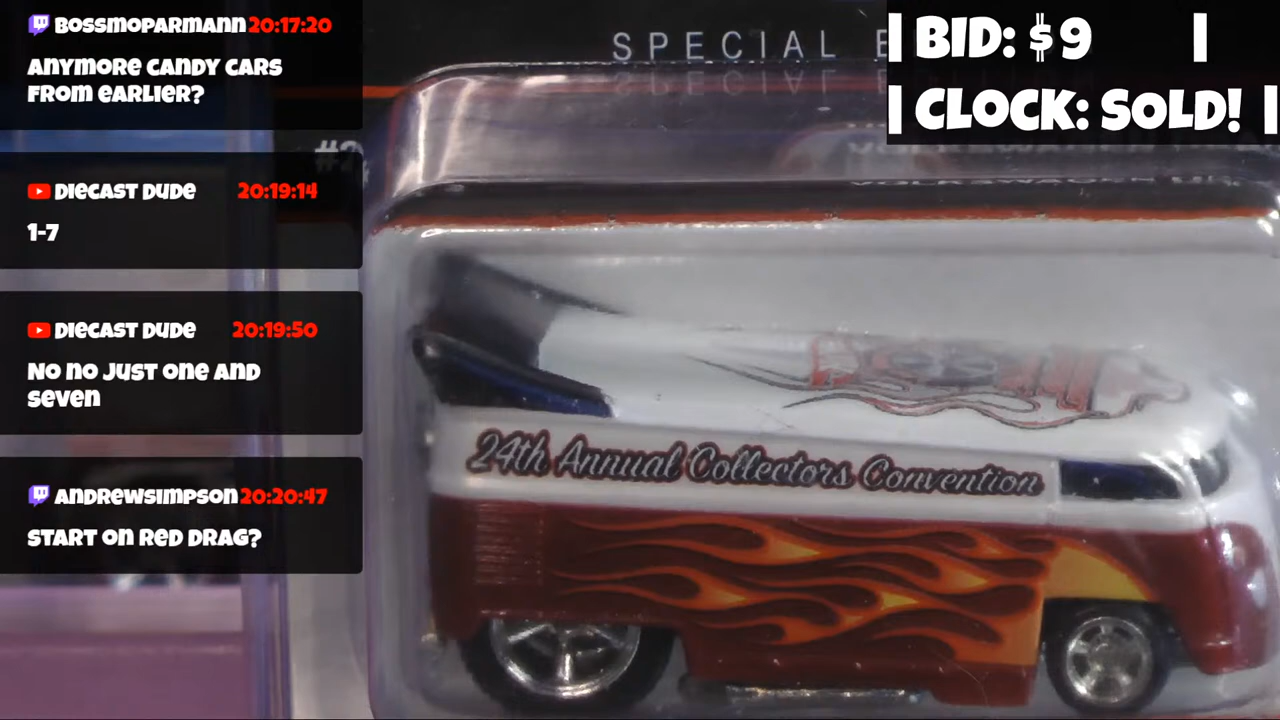 Bossmoparmann 20:17:20
Anymore candy cars
from earlier?
Diecast Dude 20:19:14
1-7
Diecast Dude 20:19:50
No no just one and
seven
AndrewSimpson 20:20:47
Start on red drag?
SPECIAL E
| BID: $9 |
| CLOCK: SOLD! |
#2
24th Annual Collectors Convention